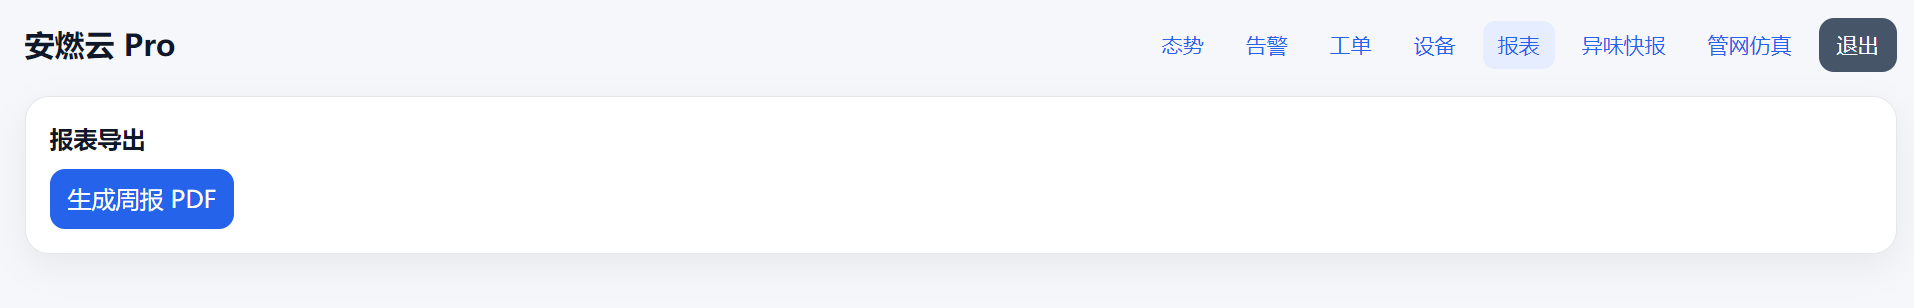 安燃云 Pro
态势 告警 工单 设备 报表 异味快报 管网仿真 退出
报表导出
生成周报 PDF